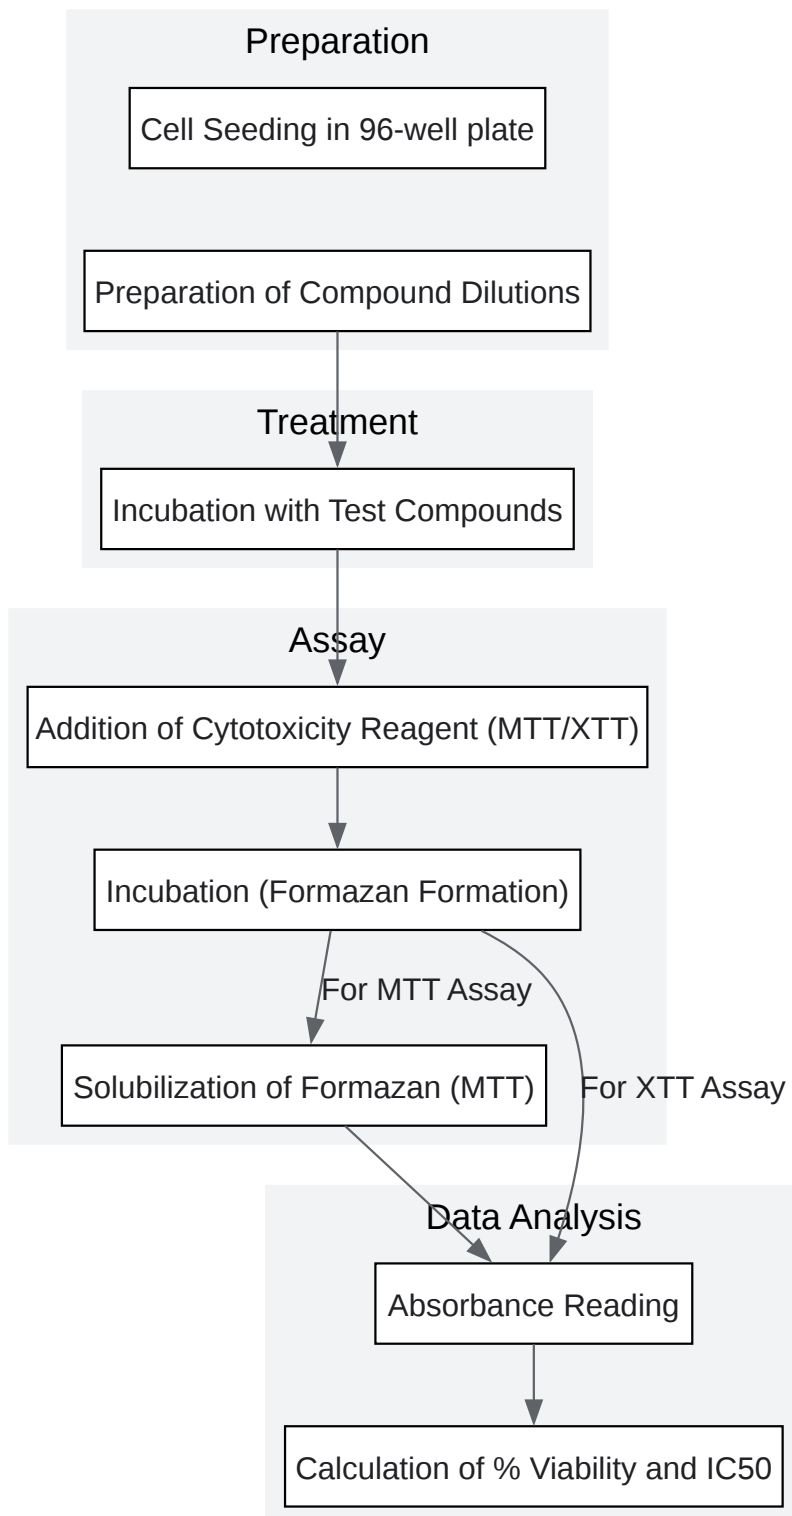 Preparation
Cell Seeding in 96-well plate
Preparation of Compound Dilutions
Treatment
Incubation with Test Compounds
Assay
Addition of Cytotoxicity Reagent (MTT/XTT)
Incubation (Formazan Formation)
For MTT Assay
Solubilization of Formazan (MTT)
For XTT Assay
Data Analysis
Absorbance Reading
Calculation of % Viability and IC50